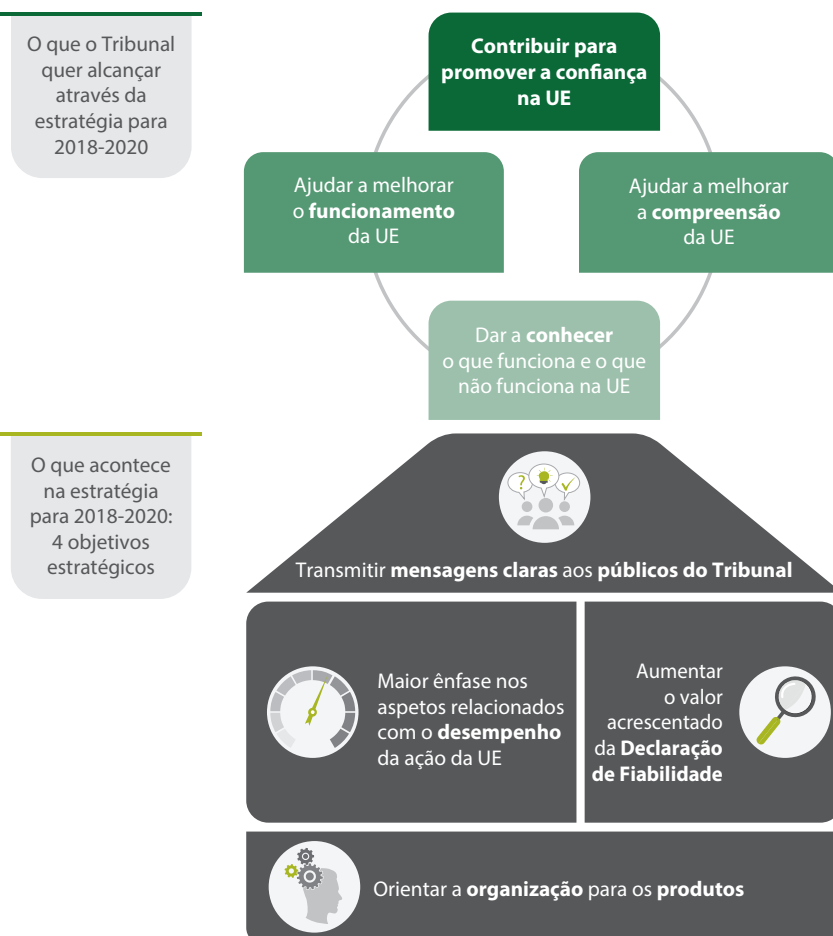 O que o Tribunal
quer alcançar
através da
estratégia para
2018-2020
Contribuir para
promover a confiança
na UE
Ajudar a melhorar
o funcionamento
da UE
Ajudar a melhorar
a compreensão
da UE
Dar a conhecer
o que funciona e o que
não funciona na UE
O que acontece
na estratégia
para 2018-2020:
4 objetivos
estratégicos
?
Transmitir mensagens claras aos públicos do Tribunal
Maior ênfase nos
aspetos relacionados
com o desempenho
da ação da UE
Aumentar
o valor
acrescentado
da Declaração
de Fiabilidade
Orientar a organização para os produtos